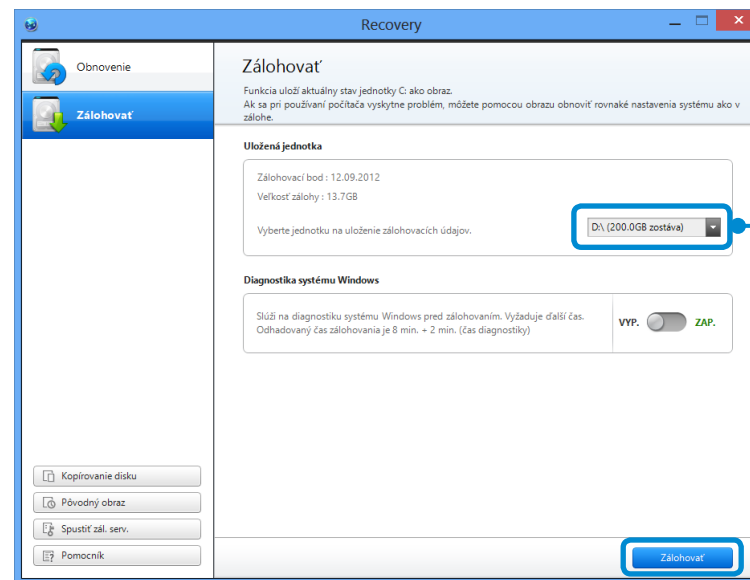 Recovery
Obnovenie
Zálohovať
Zálohovať
Funkcia uloží aktuálny stav jednotky C: ako obraz.
Ak sa pri používaní počítača vyskytne problém, môžete pomocou obrazu obnoviť rovnaké nastavenia systému ako v
zálohe.
Uložená jednotka
Zálohovací bod : 12.09.2012
Veľkosť zálohy : 13.7GB
Vyberte jednotku na uloženie zálohovacích údajov.
D:\ (200.0GB zostáva)
Diagnostika systému Windows
Slúži na diagnostiku systému Windows pred zálohovaním. Vyžaduje ďalší čas.
Odhadovaný čas zálohovania je 8 min. + 2 min. (čas diagnostiky)
VYP.
ZAP.
Kopírovanie disku
Pôvodný obraz
Spustiť zál. serv.
Pomocník
Zálohovať